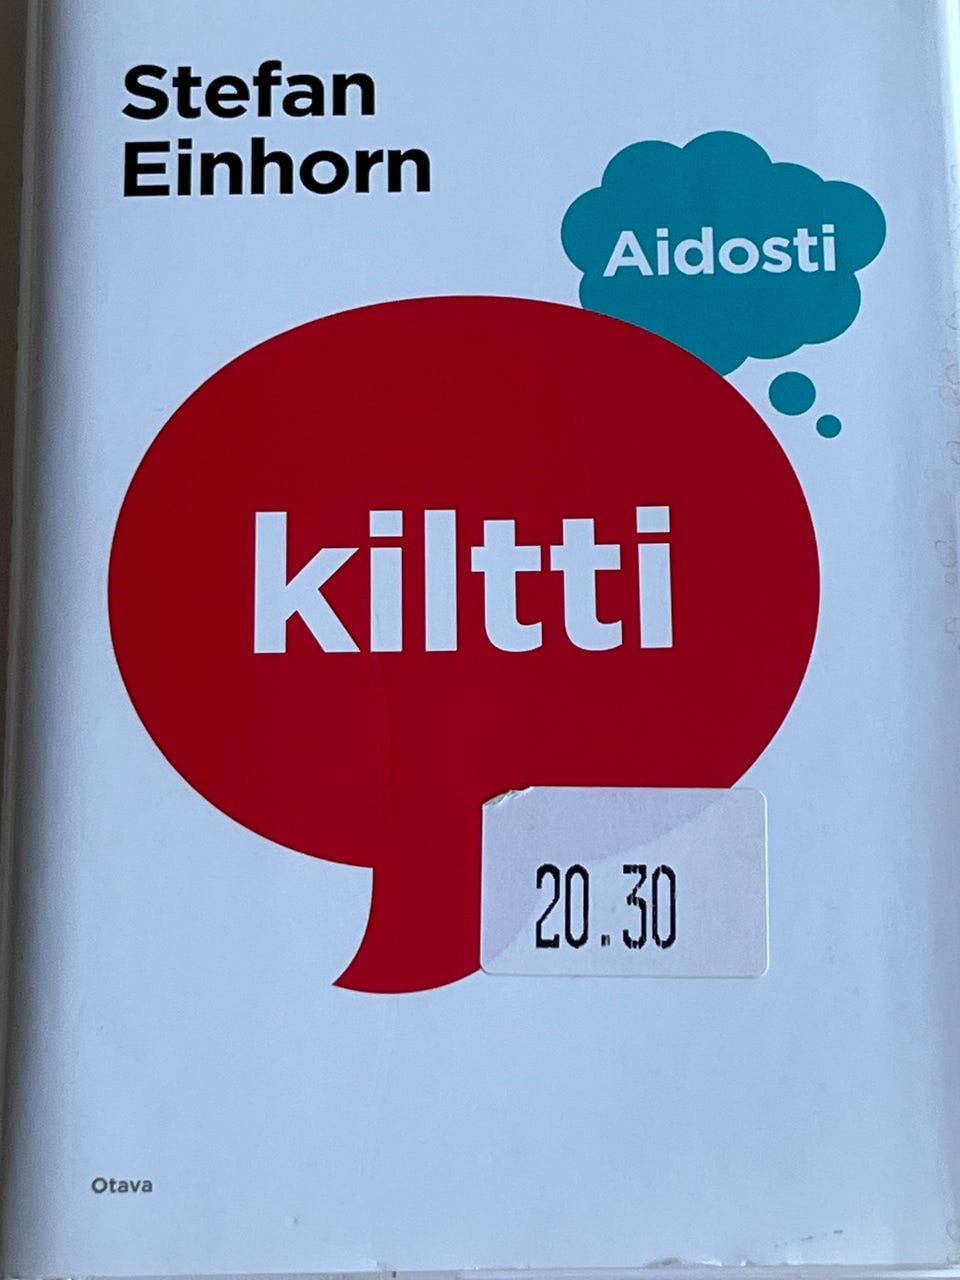 Stefan
Einhorn
Aidosti
kiltti
20.30
Otava